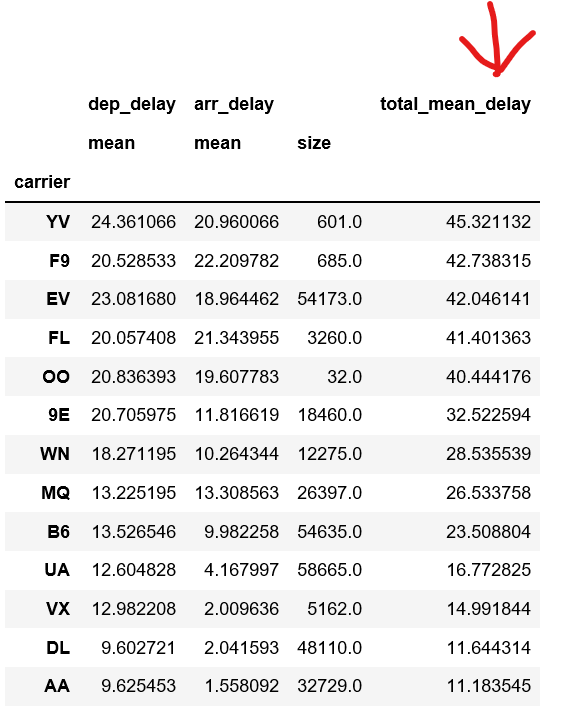 dep_delay arr_delay total_mean_delay
mean mean size
carrier
YV 24.361066 20.960066 601.0 45.321132
F9 20.528533 22.209782 685.0 42.738315
EV 23.081680 18.964462 54173.0 42.046141
FL 20.057408 21.343955 3260.0 41.401363
OO 20.836393 19.607783 32.0 40.444176
9E 20.705975 11.816619 18460.0 32.522594
WN 18.271195 10.264344 12275.0 28.535539
MQ 13.225195 13.308563 26397.0 26.533758
B6 13.526546 9.982258 54635.0 23.508804
UA 12.604828 4.167997 58665.0 16.772825
VX 12.982208 2.009636 5162.0 14.991844
DL 9.602721 2.041593 48110.0 11.644314
AA 9.625453 1.558092 32729.0 11.183545